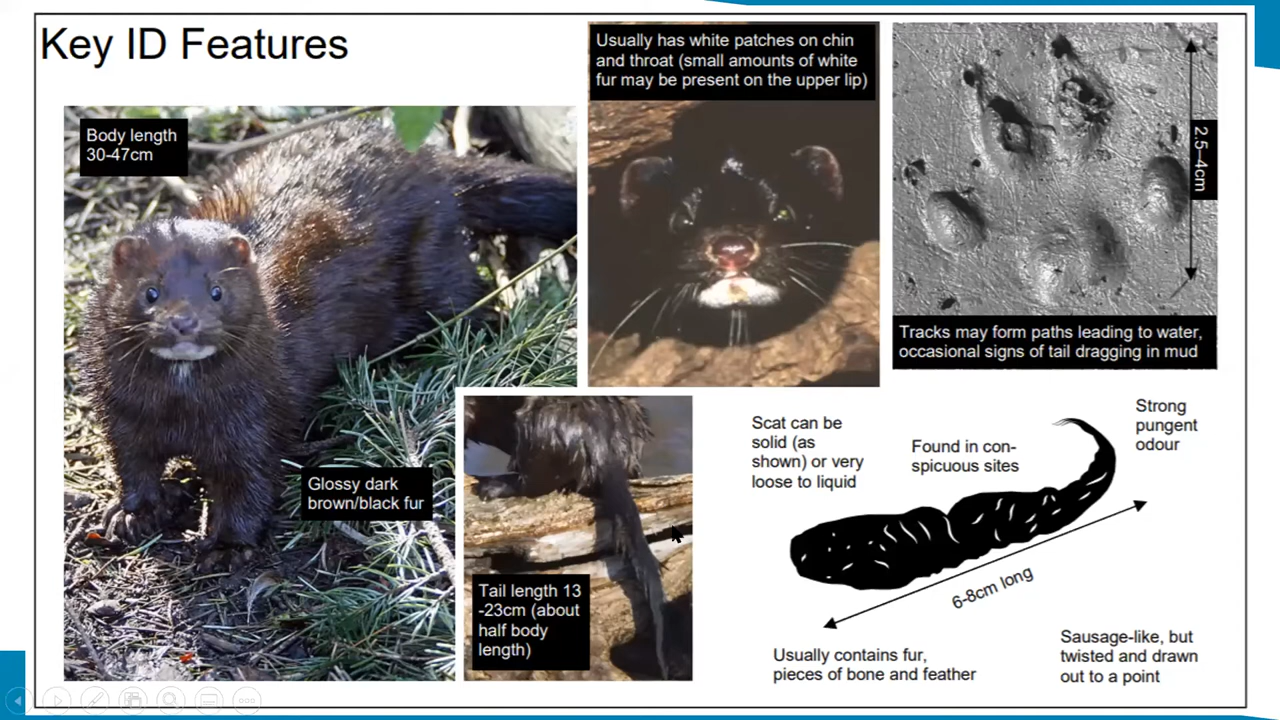 Key ID Features
Body length
30-47cm
Glossy dark
brown/black fur
Usually has white patches on chin
and throat (small amounts of white
fur may be present on the upper lip)
2.5–4cm
Tracks may form paths leading to water,
occasional signs of tail dragging in mud
Tail length 13
-23cm (about
half body
length)
Scat can be
solid (as
shown) or very
loose to liquid
Found in con-
spicuous sites
Strong
pungent
odour
6-8cm long
Usually contains fur,
pieces of bone and feather
Sausage-like, but
twisted and drawn
out to a point